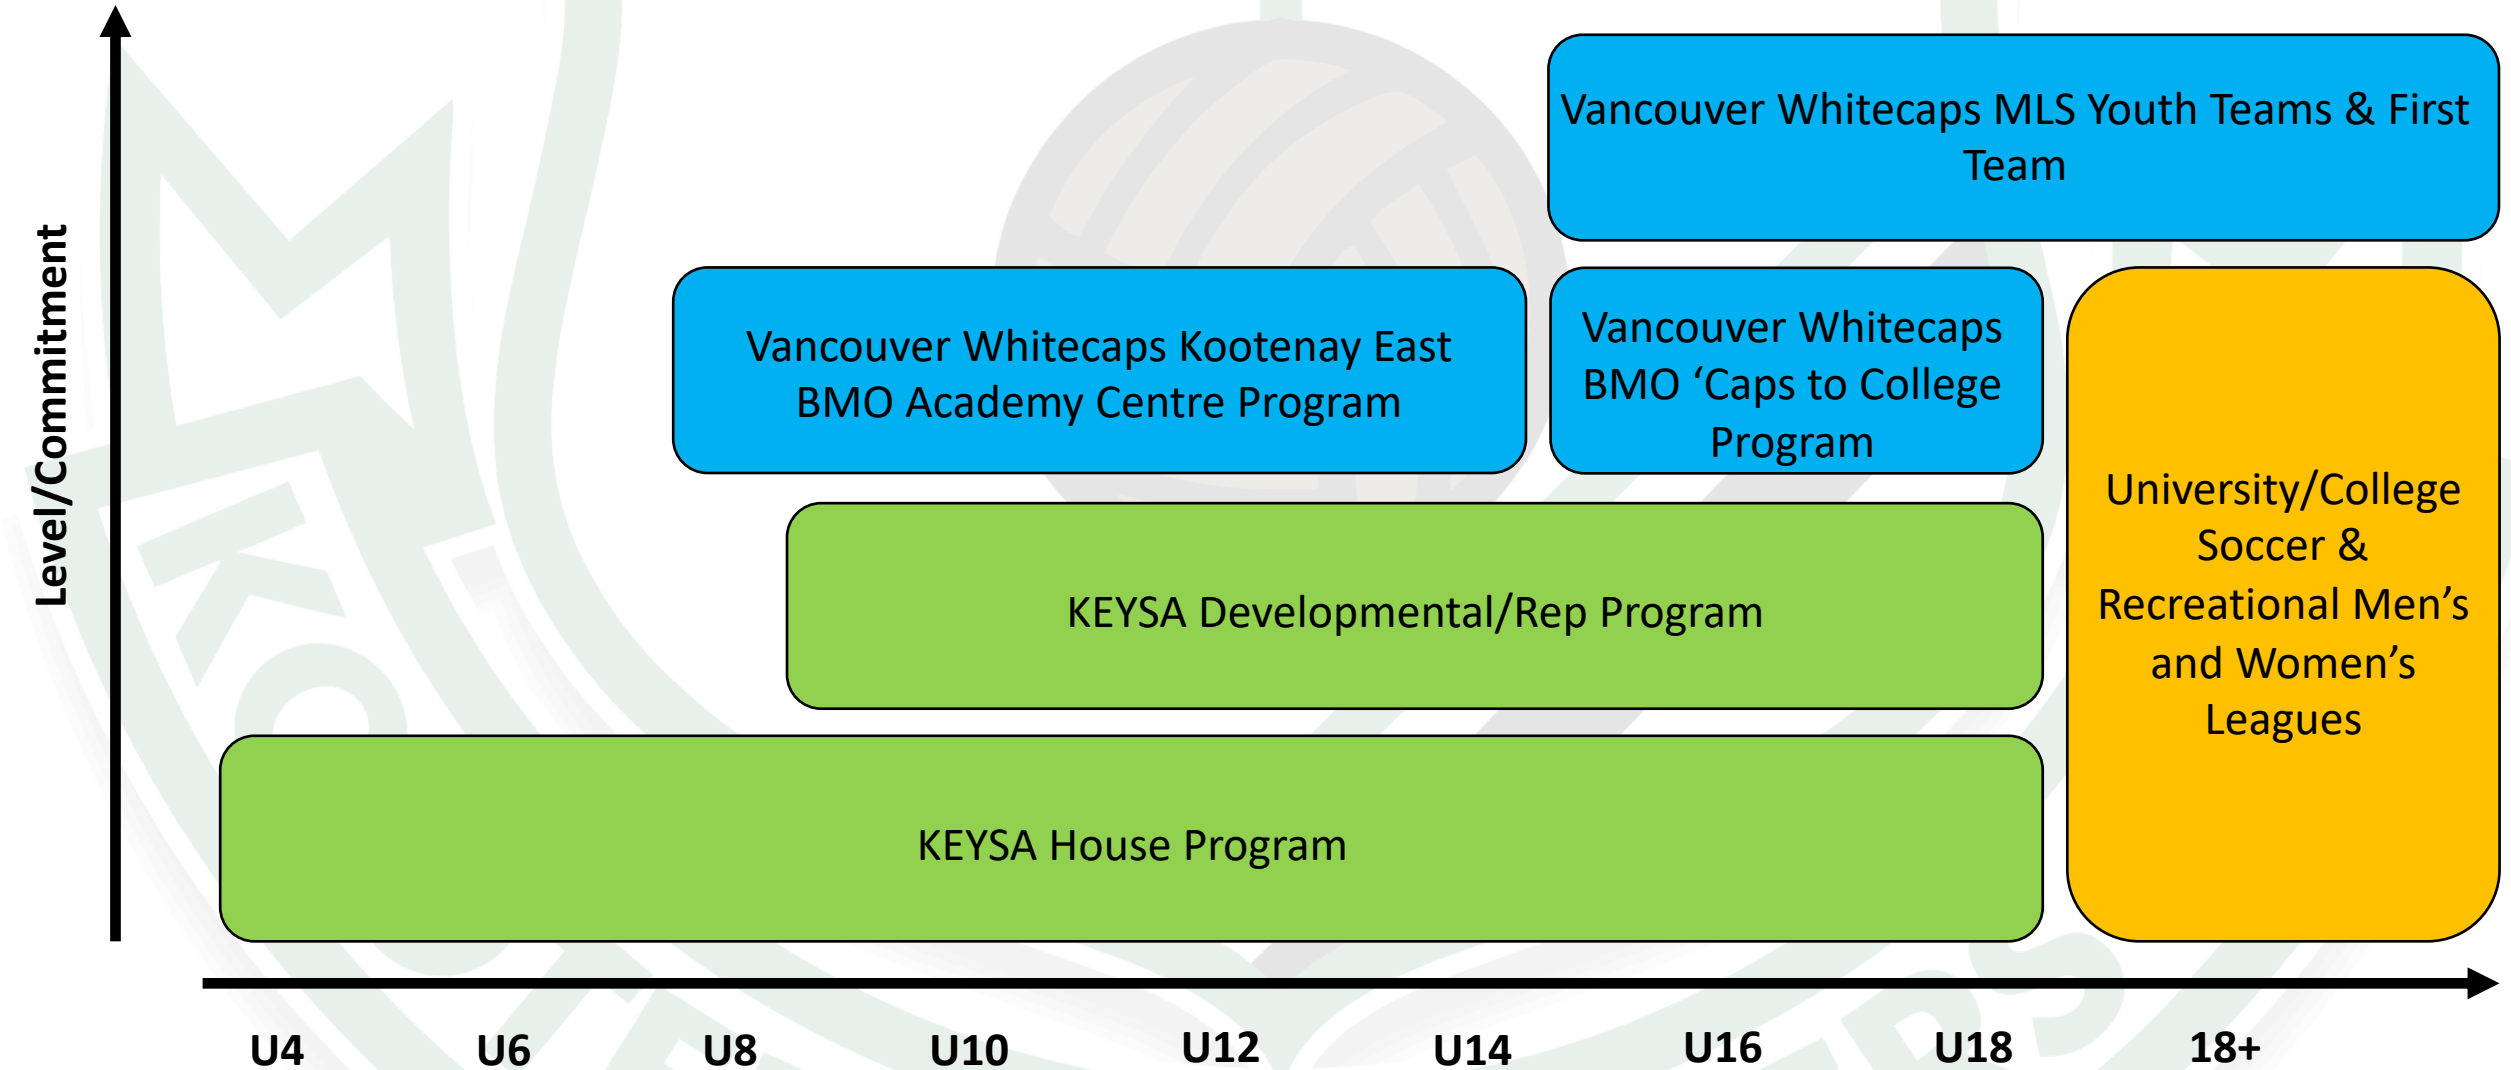 Level/Commitment
Vancouver Whitecaps MLS Youth Teams & First
Team
Vancouver Whitecaps Kootenay East
BMO Academy Centre Program
Vancouver Whitecaps
BMO ‘Caps to College
Program
University/College
Soccer &
Recreational Men’s
and Women’s
Leagues
KEYSA Developmental/Rep Program
KEYSA House Program
U4 U6 U8 U10 U12 U14 U16 U18 18+